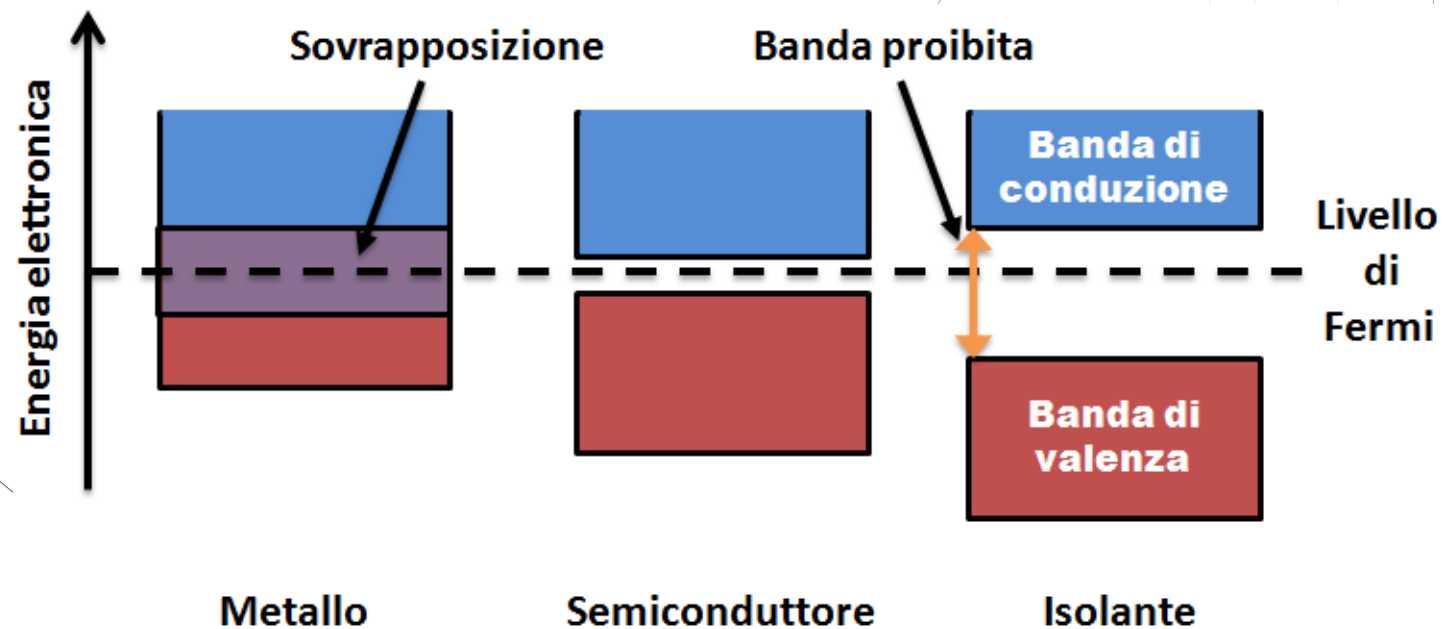 Sovrapposizione
Banda proibita
Energia elettronica
Banda di
conduzione
Livello
di
Fermi
Banda di
valenza
Metallo
Semiconduttore
Isolante